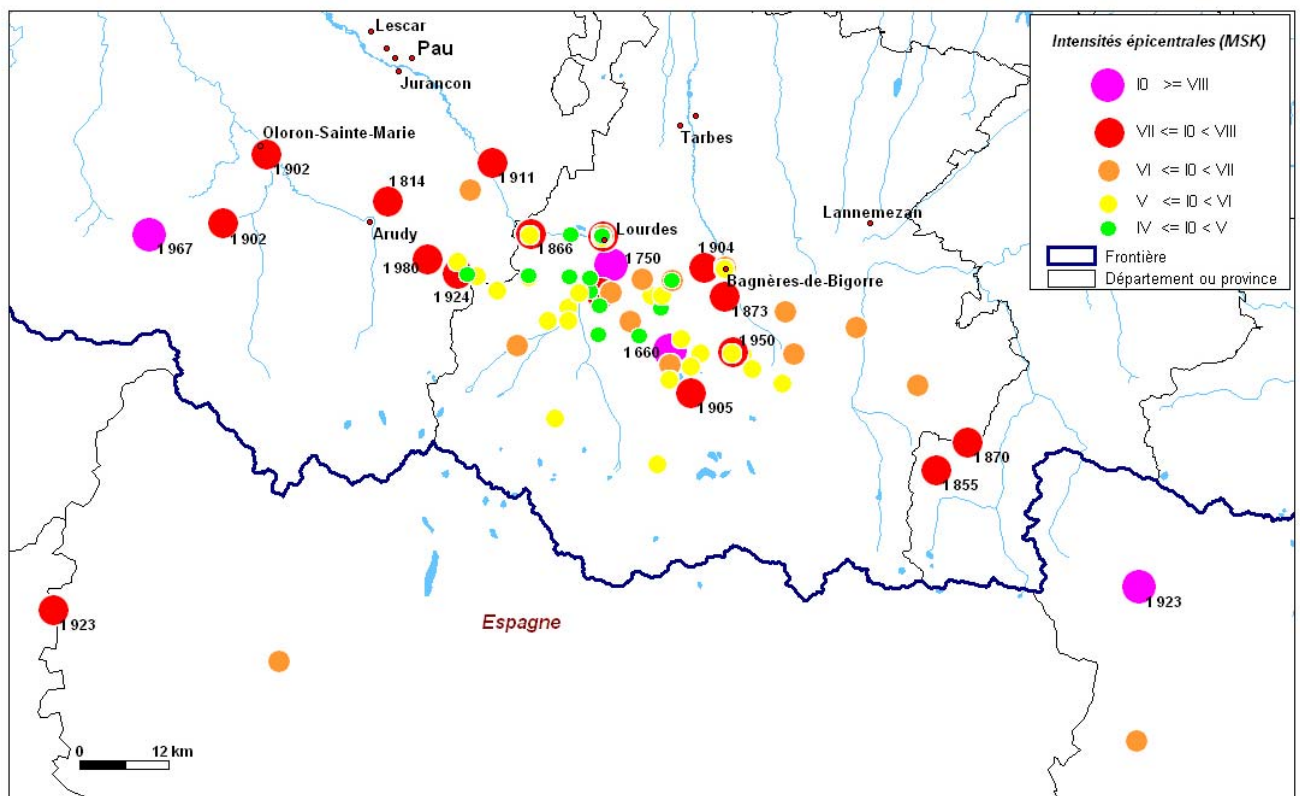 Lescar
Pau
Jurançon
Intensités épicentrales (MSK)
I0 >= VIII
VII <= I0 < VIII
VI <= I0 < VII
V <= I0 < VI
IV <= I0 < V
Frontière
Département ou province
Oloron-Sainte-Marie
1902
Tarbes
1911
1814
Lannemezan
1967
1902
Arudy
1866
Lourdes
1980
1924
1750
1904
Bagnères-de-Bigorre
1873
1660
1950
1905
1870
1855
1923
1923
Espagne
0 12 km